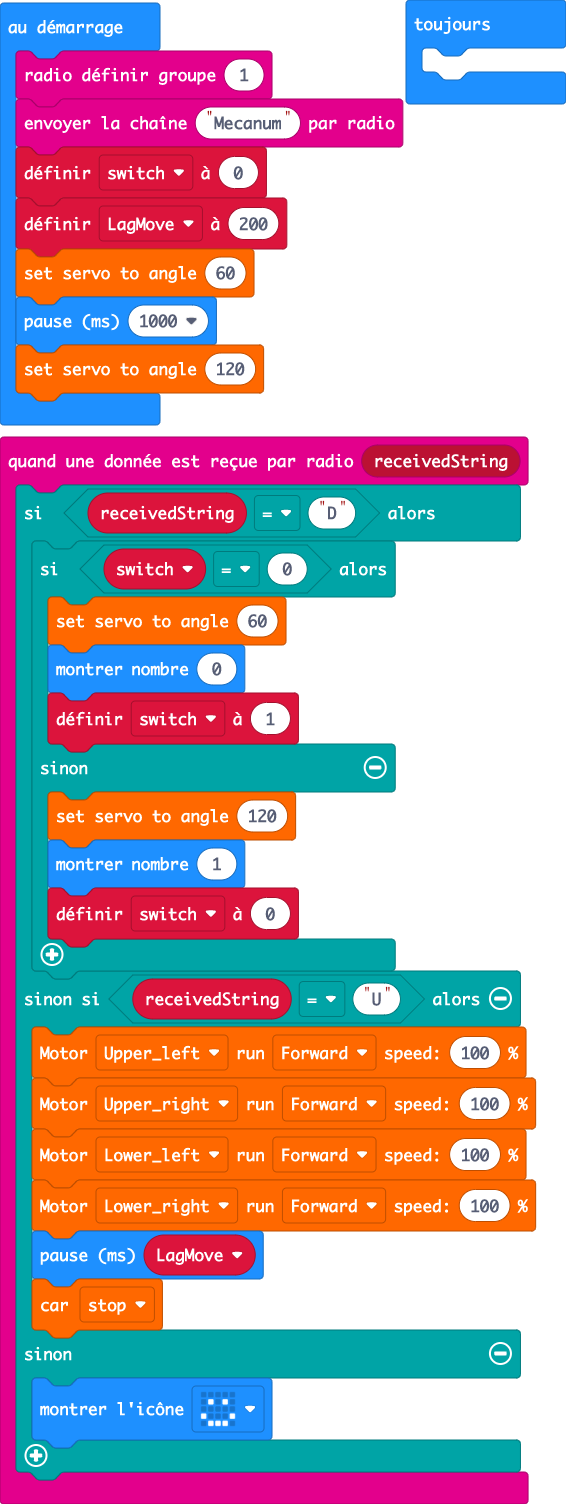 au démarrage
toujours
radio définir groupe 1
envoyer la chaîne "Mecanum" par radio
définir switch à 0
définir LagMove à 200
set servo to angle 60
pause (ms) 1000
set servo to angle 120
quand une donnée est reçue par radio receivedString
si receivedString = "D" alors
si switch = 0 alors
set servo to angle 60
montrer nombre 0
définir switch à 1
sinon
set servo to angle 120
montrer nombre 1
définir switch à 0
sinon si receivedString = "U" alors
Motor Upper_left run Forward speed: 100 %
Motor Upper_right run Forward speed: 100 %
Motor Lower_left run Forward speed: 100 %
Motor Lower_right run Forward speed: 100 %
pause (ms) LagMove
car stop
sinon
montrer l'icône